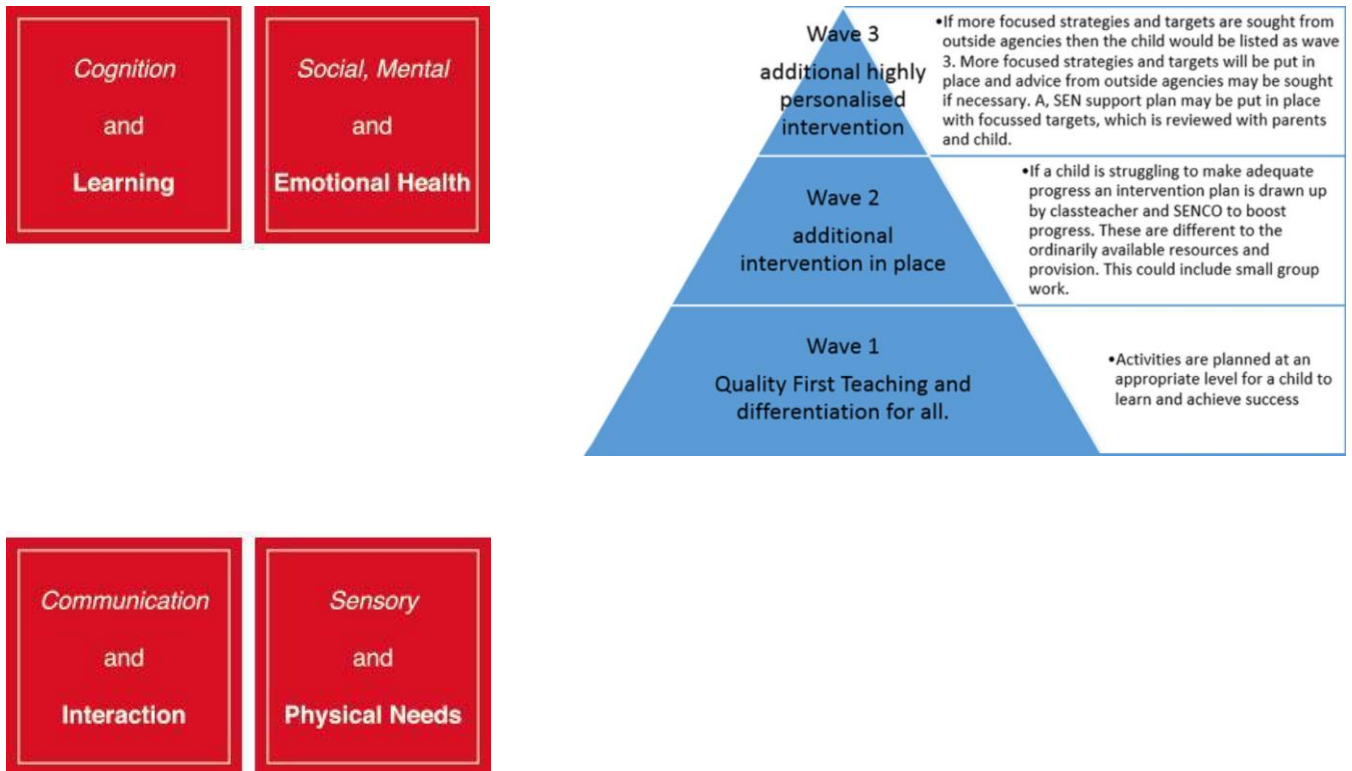 Cognition
and
Learning
Social, Mental
and
Emotional Health
Wave 3
additional highly
personalised
intervention
•If more focused strategies and targets are sought from
outside agencies then the child would be listed as wave
3. More focused strategies and targets will be put in
place and advice from outside agencies may be sought
if necessary. A, SEN support plan may be put in place
with focussed targets, which is reviewed with parents
and child.
Wave 2
additional
intervention in place
•If a child is struggling to make adequate
progress an intervention plan is drawn up
by classteacher and SENCO to boost
progress. These are different to the
ordinarily available resources and
provision. This could include small group
work.
Wave 1
Quality First Teaching and
differentiation for all.
•Activities are planned at an
appropriate level for a child to
learn and achieve success
Communication
and
Interaction
Sensory
and
Physical Needs